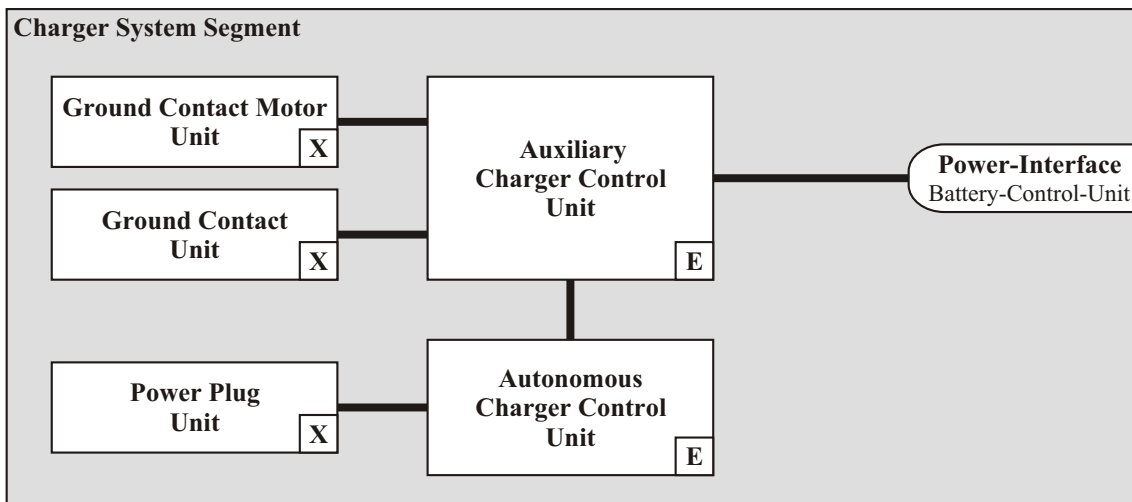 Charger System Segment
Ground Contact Motor
Unit
X
Ground Contact
Unit
X
Power Plug
Unit
X
Auxiliary
Charger Control
Unit
E
Autonomous
Charger Control
Unit
E
Power-Interface
Battery-Control-Unit